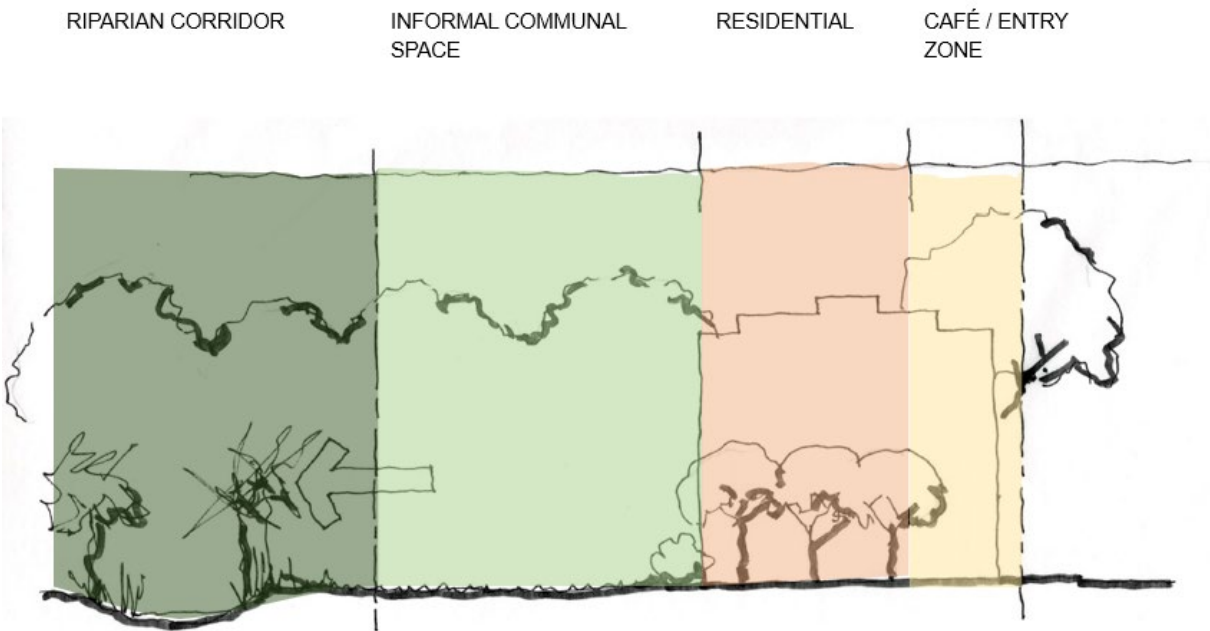 RIPARIAN CORRIDOR
INFORMAL COMMUNAL
SPACE
RESIDENTIAL
CAFÉ / ENTRY
ZONE